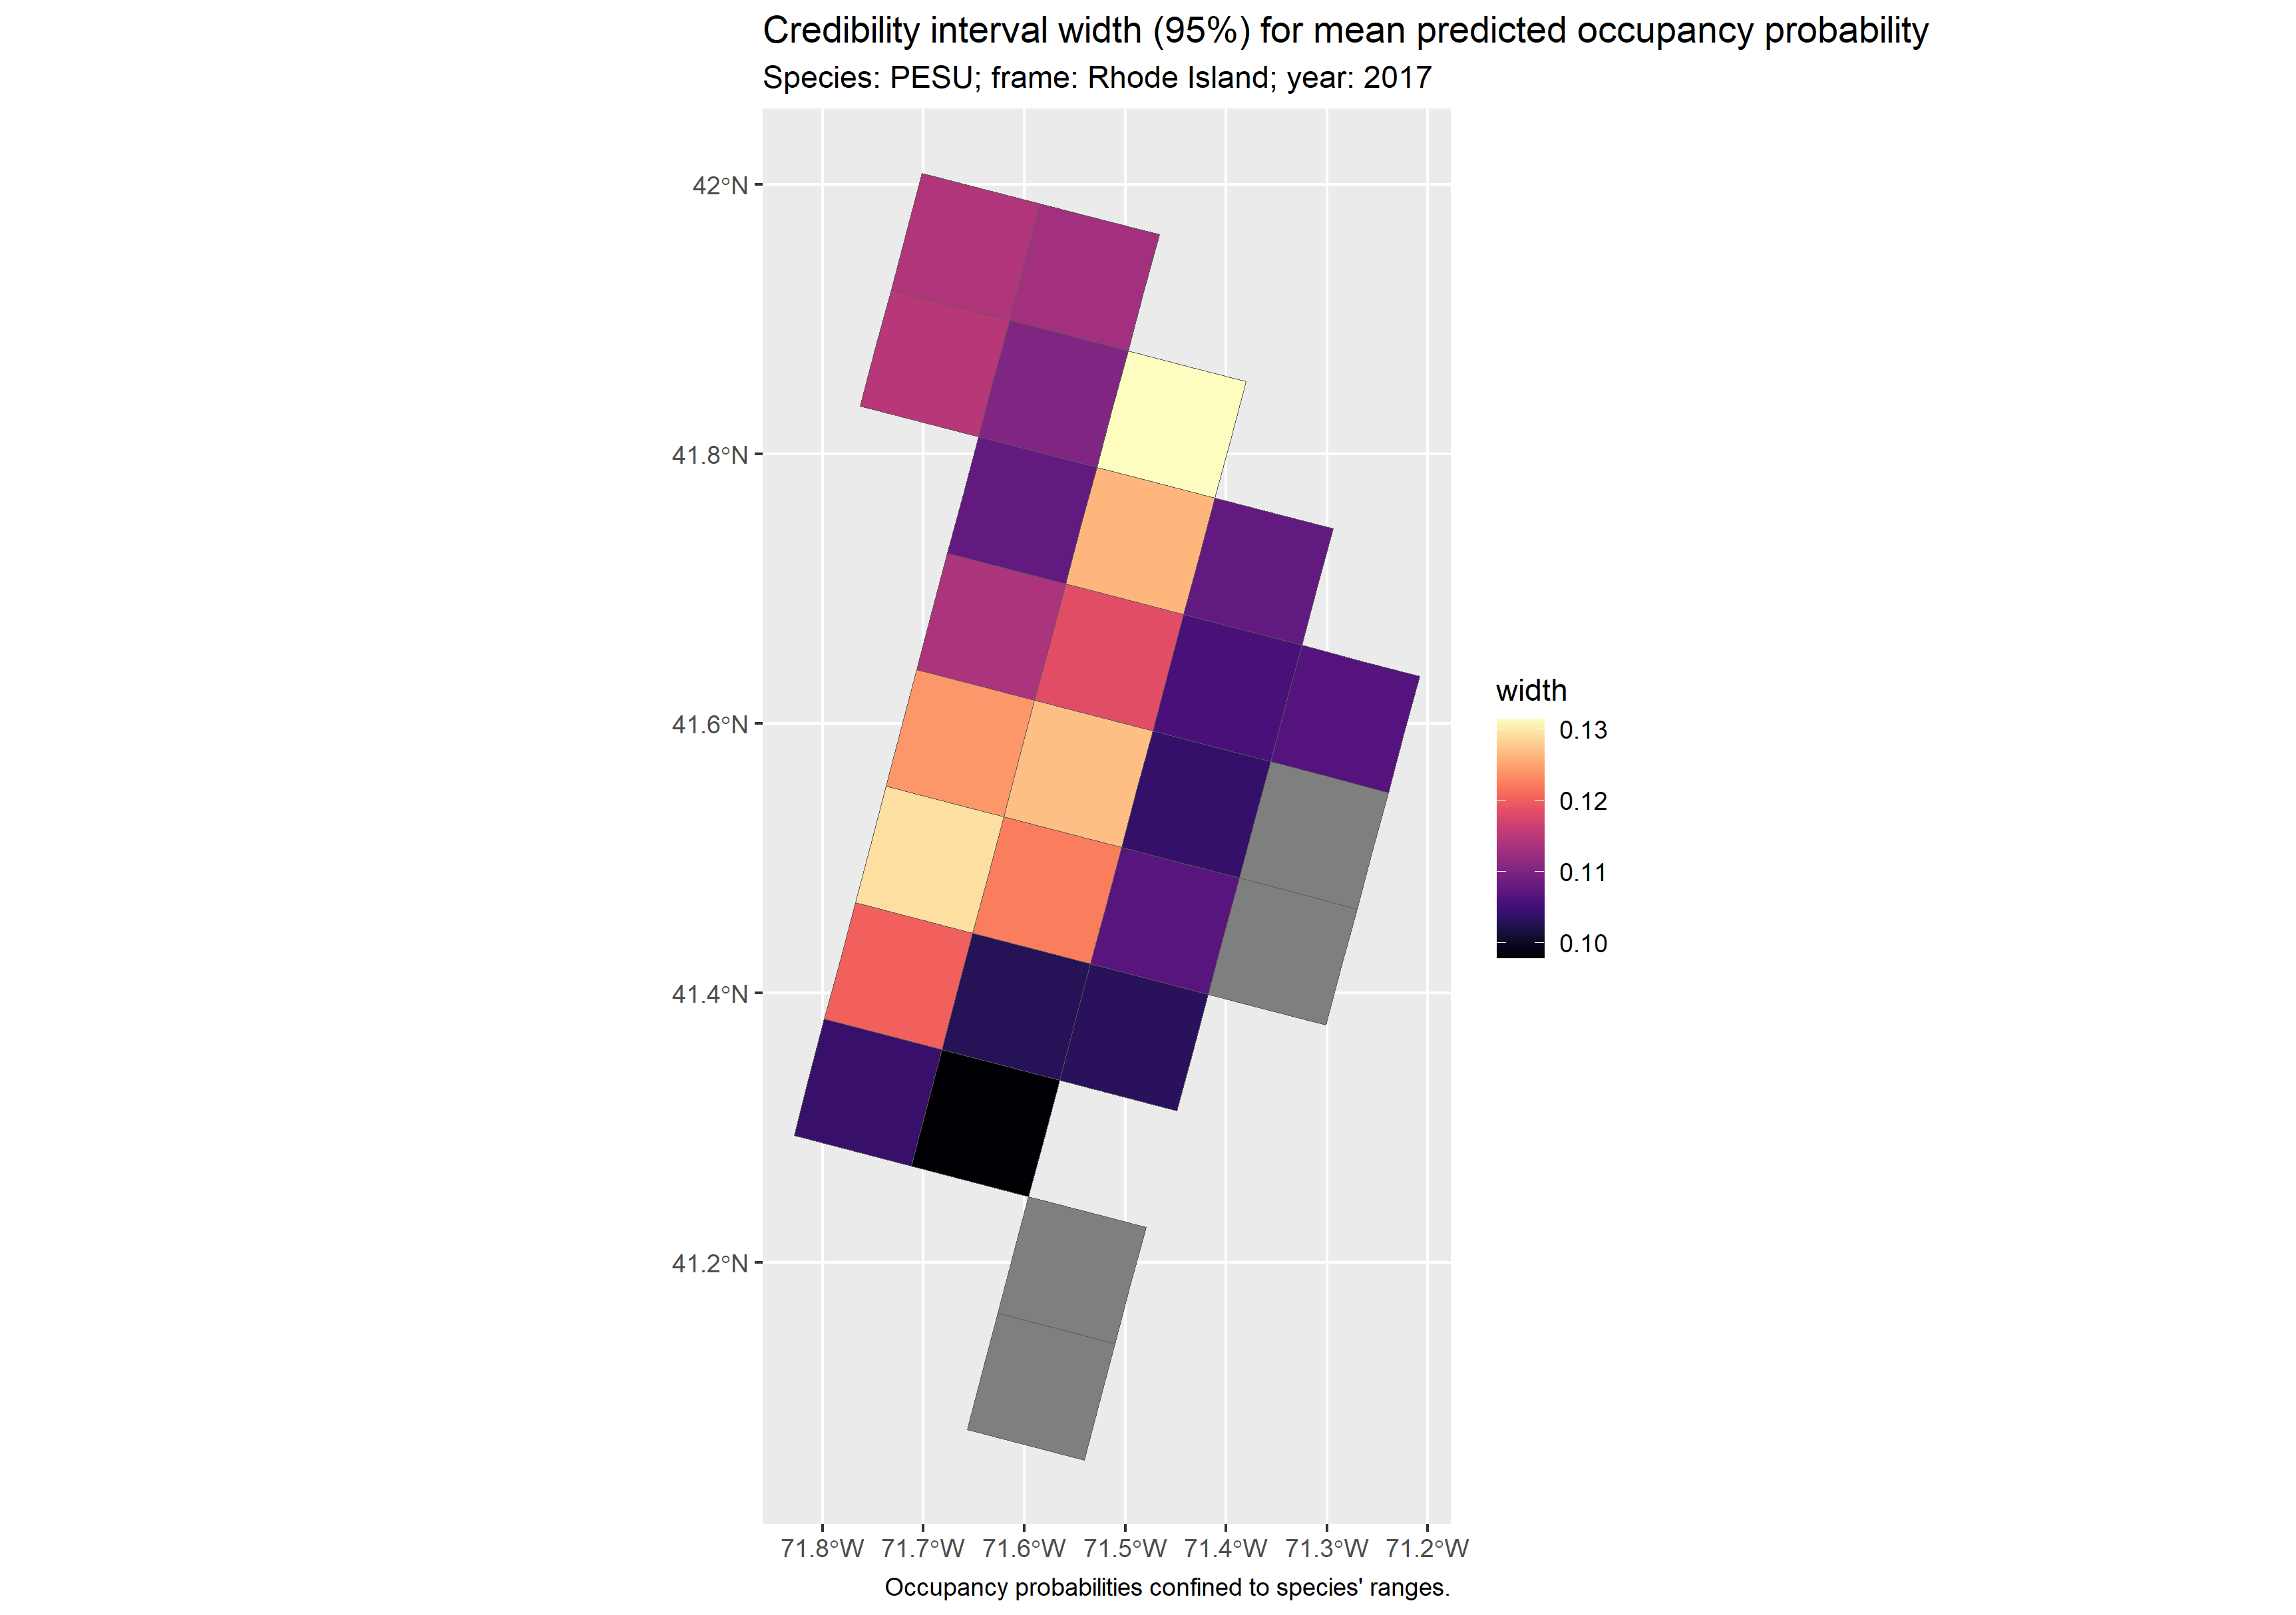 Credibility interval width (95%) for mean predicted occupancy probability
Species: PESU; frame: Rhode Island; year: 2017
42°N
41.8°N
41.6°N
41.4°N
41.2°N
width
0.13
0.12
0.11
0.10
71.8°W 71.7°W 71.6°W 71.5°W 71.4°W 71.3°W 71.2°W
Occupancy probabilities confined to species' ranges.